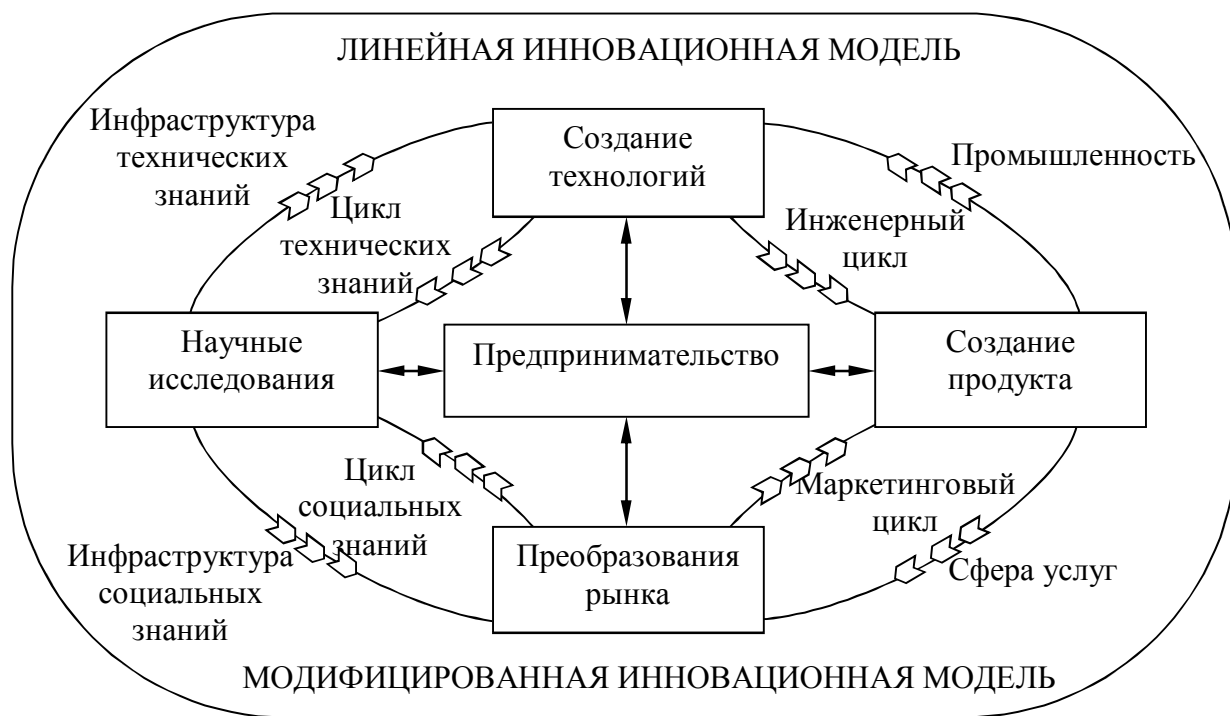 ЛИНЕЙНАЯ ИННОВАЦИОННАЯ МОДЕЛЬ
Инфраструктура
технических
знаний
Создание
технологий
Промышленность
Цикл
технических
знаний
Инженерный
цикл
Научные
исследования
Предпринимательство
Создание
продукта
Цикл
социальных
знаний
Маркетинговый
цикл
Инфраструктура
социальных
знаний
Преобразования
рынка
Сфера услуг
МОДИФИЦИРОВАННАЯ ИННОВАЦИОННАЯ МОДЕЛЬ